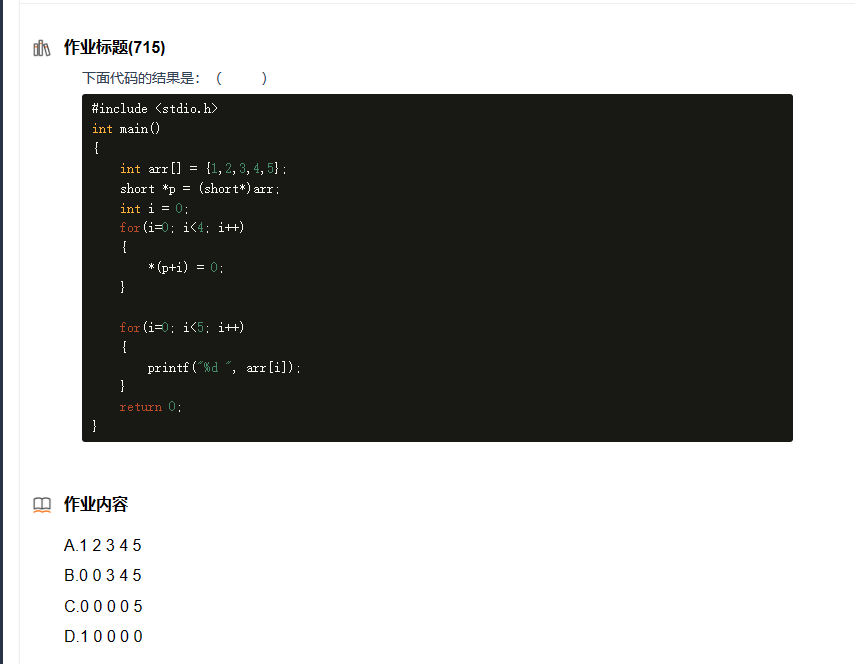 作业标题(715)
下面代码的结果是：（ ）
#include <stdio.h>
int main()
{
    int arr[] = {1,2,3,4,5};
    short *p = (short*)arr;
    int i = 0;
    for(i=0; i<4; i++)
    {
        *(p+i) = 0;
    }

    for(i=0; i<5; i++)
    {
        printf("%d ", arr[i]);
    }
    return 0;
}
作业内容
A.1 2 3 4 5
B.0 0 3 4 5
C.0 0 0 0 5
D.1 0 0 0 0